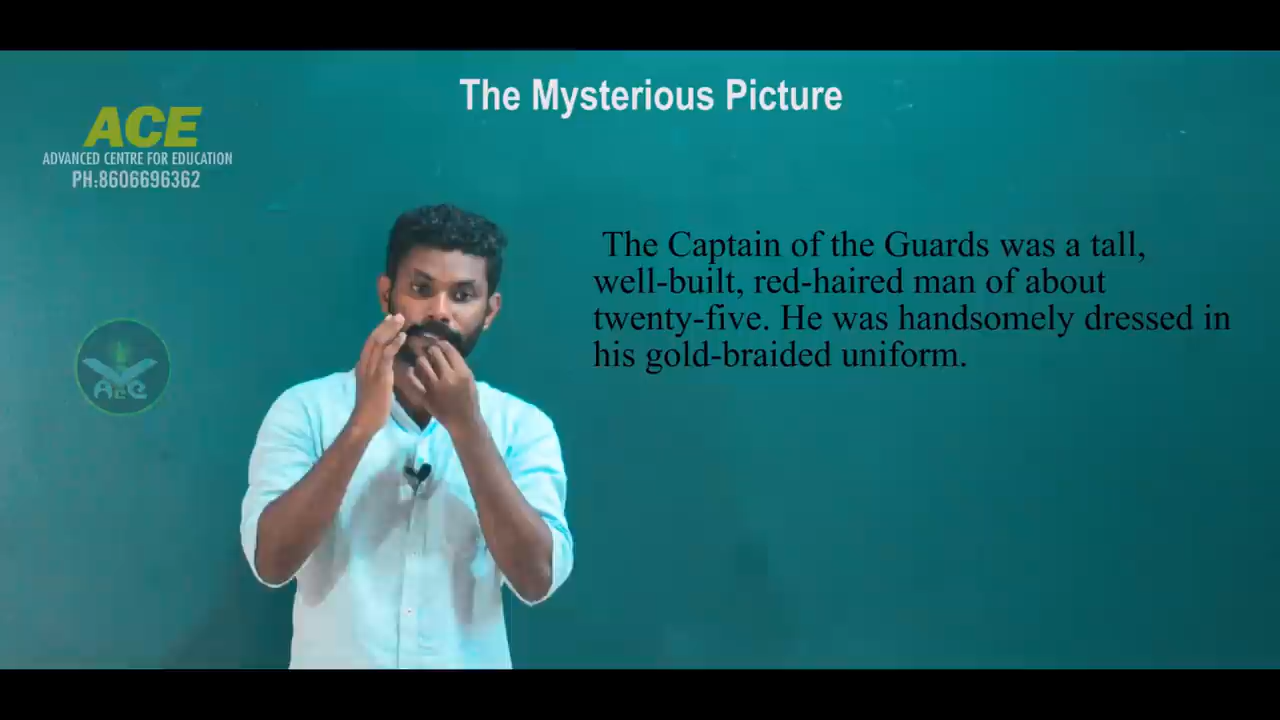 The Mysterious Picture
ACE
ADVANCED CENTRE FOR EDUCATION
PH:8606696362
The Captain of the Guards was a tall,
well-built, red-haired man of about
twenty-five. He was handsomely dressed in
his gold-braided uniform.
AcE